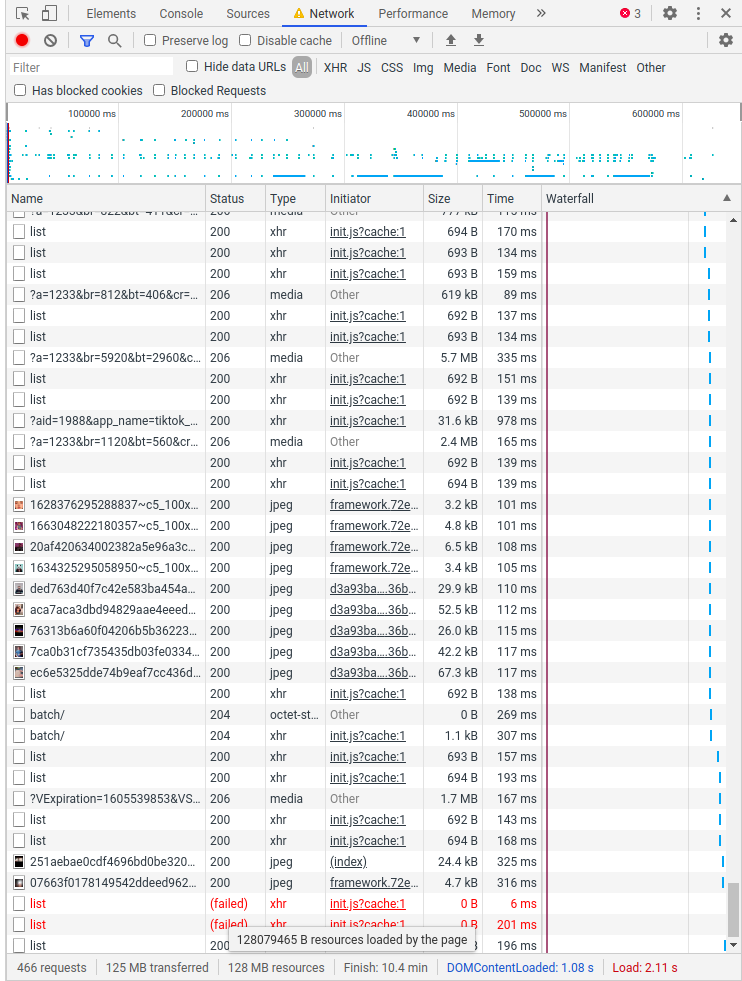 Elements Console Sources Network Performance Memory 3
Preserve log Disable cache Offline
Filter Hide data URLs All XHR JS CSS Img Media Font Doc WS Manifest Other
Has blocked cookies Blocked Requests
100000 ms 200000 ms 300000 ms 400000 ms 500000 ms 600000 ms
Name Status Type Initiator Size Time Waterfall
list 200 xhr init.js?cache:1 694 B 170 ms
list 200 xhr init.js?cache:1 693 B 134 ms
list 200 xhr init.js?cache:1 693 B 159 ms
?a=1233&br=812&bt=406&cr=... 206 media Other 619 kB 89 ms
list 200 xhr init.js?cache:1 692 B 137 ms
list 200 xhr init.js?cache:1 693 B 134 ms
?a=1233&br=5920&bt=2960&c... 206 media Other 5.7 MB 335 ms
list 200 xhr init.js?cache:1 692 B 151 ms
list 200 xhr init.js?cache:1 692 B 139 ms
?aid=1988&app_name=tiktok_... 200 xhr init.js?cache:1 31.6 kB 978 ms
?a=1233&br=1120&bt=560&cr... 206 media Other 2.4 MB 165 ms
list 200 xhr init.js?cache:1 692 B 139 ms
list 200 xhr init.js?cache:1 694 B 139 ms
1628376295288837~c5_100x... 200 jpeg framework.72e... 3.2 kB 101 ms
1663048222180357~c5_100x... 200 jpeg framework.72e... 4.8 kB 101 ms
20af420634002382a5e96a3c... 200 jpeg framework.72e... 6.5 kB 108 ms
1634325295058950~c5_100x... 200 jpeg framework.72e... 3.4 kB 105 ms
ded763d40f7c42e583ba454a... 200 jpeg d3a93ba....36b... 29.9 kB 110 ms
aca7aca3dbd94829aae4eeed... 200 jpeg d3a93ba....36b... 52.5 kB 112 ms
76313b6a60f04206b5b36223... 200 jpeg d3a93ba....36b... 26.0 kB 115 ms
7ca0b31cf735435db03fe0334... 200 jpeg d3a93ba....36b... 42.2 kB 117 ms
ec6e5325dde74b9eaf7cc436d... 200 jpeg d3a93ba....36b... 67.3 kB 117 ms
list 200 xhr init.js?cache:1 692 B 138 ms
batch/ 204 octet-st... Other 0 B 269 ms
batch/ 204 xhr init.js?cache:1 1.1 kB 307 ms
list 200 xhr init.js?cache:1 693 B 157 ms
list 200 xhr init.js?cache:1 694 B 193 ms
?VExpiration=1605539853&VS... 206 media Other 1.7 MB 167 ms
list 200 xhr init.js?cache:1 692 B 143 ms
list 200 xhr init.js?cache:1 694 B 168 ms
251aebae0cdf4696bd0be320... 200 jpeg (index) 24.4 kB 325 ms
07663f0178149542ddeed962... 200 jpeg framework.72e... 4.7 kB 316 ms
list (failed) xhr init.js?cache:1 0 B 6 ms
list (failed) xhr init.js?cache:1 0 B 201 ms
128079465 B resources loaded by the page
list 200 196 ms
466 requests 125 MB transferred 128 MB resources Finish: 10.4 min DOMContentLoaded: 1.08 s Load: 2.11 s